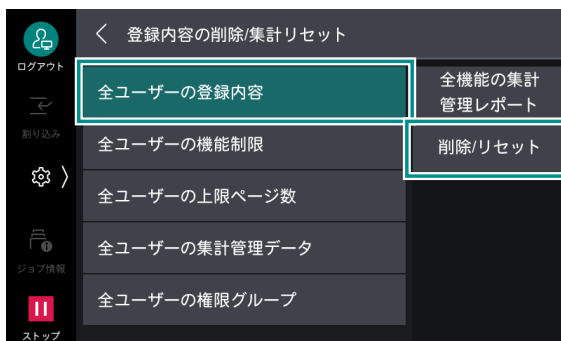 登録内容の削除/集計リセット
ログアウト
全ユーザーの登録内容
全機能の集計
管理レポート
割り込み
全ユーザーの機能制限
削除/リセット
全ユーザーの上限ページ数
全ユーザーの集計管理データ
ジョブ情報
全ユーザーの権限グループ
ストップ